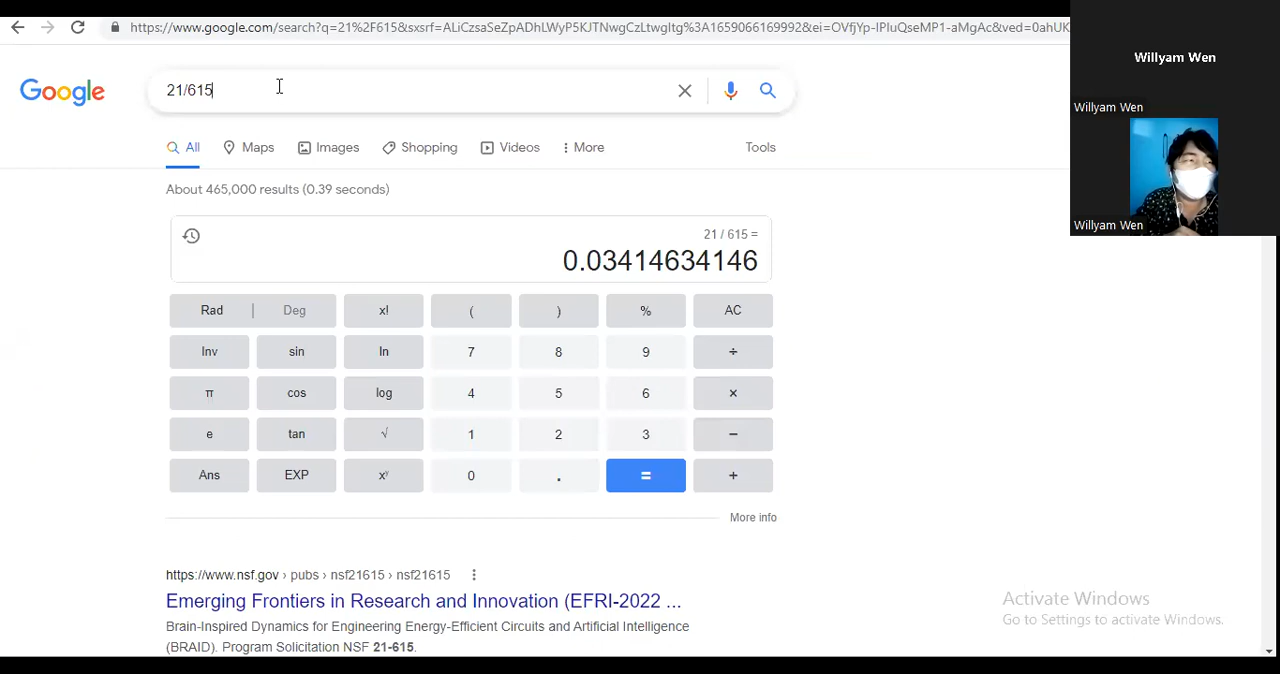 https://www.google.com/search?q=21%2F615&sxsrf=ALiCzsaSeZpADhLWyP5KJTNwgCzLtwgItg%3A1659066169992&ei=OVfjYp-IPIuQseMP1-aMgAc&ved=0ahUK
Willyam Wen
Google
21/615
Willyam Wen
All Maps Images Shopping Videos More Tools
About 465,000 results (0.39 seconds)
Willyam Wen
21 / 615 =
0.03414634146
Rad | Deg x! ( ) % AC
Inv sin ln 7 8 9 ÷
π cos log 4 5 6 ×
e tan √ 1 2 3 −
Ans EXP xʸ 0 . = +
More info
https://www.nsf.gov › pubs › nsf21615 › nsf21615
Emerging Frontiers in Research and Innovation (EFRI-2022 ...
Brain-Inspired Dynamics for Engineering Energy-Efficient Circuits and Artificial Intelligence
(BRAID). Program Solicitation NSF 21-615.
Activate Windows
Go to Settings to activate Windows.